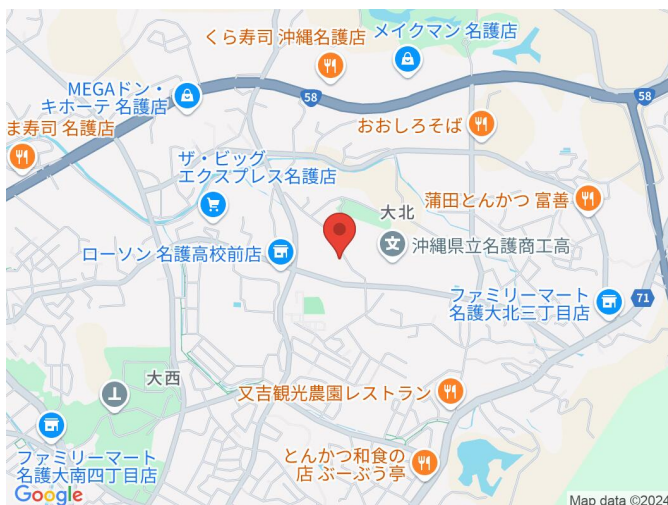 くら寿司 沖縄名護店
メイクマン 名護店
MEGAドン・
キホーテ 名護店
58
58
ま寿司 名護店
おおしろそば
ザ・ビッグ
エクスプレス名護店
蒲田とんかつ 富善
大北
沖縄県立名護商工高
ローソン 名護高校前店
ファミリーマート
名護大北三丁目店
71
大西
又吉観光農園レストラン
ファミリーマート
名護大南四丁目店
とんかつ和食の
店 ぶーぶう亭
Google
Map data ©2024